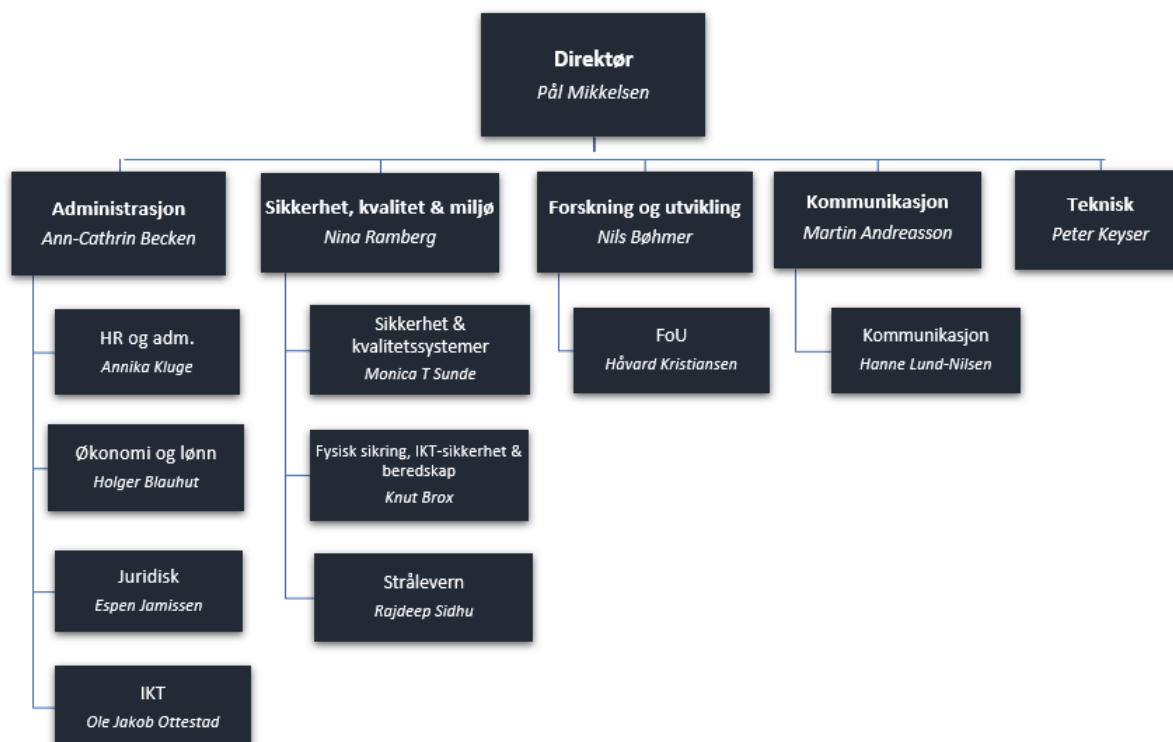 Direktør
Pål Mikkelsen
Administrasjon
Ann-Cathrin Becken
Sikkerhet, kvalitet & miljø
Nina Ramberg
Forskning og utvikling
Nils Bøhmer
Kommunikasjon
Martin Andreasson
Teknisk
Peter Keyser
HR og adm.
Annika Kluge
Økonomi og lønn
Holger Blauhut
Juridisk
Espen Jamissen
IKT
Ole Jakob Ottestad
Sikkerhet &
kvalitetssystemer
Monica T Sunde
Fysisk sikring, IKT-sikkerhet &
beredskap
Knut Brox
Strålevern
Rajdeep Sidhu
FoU
Håvard Kristiansen
Kommunikasjon
Hanne Lund-Nilsen